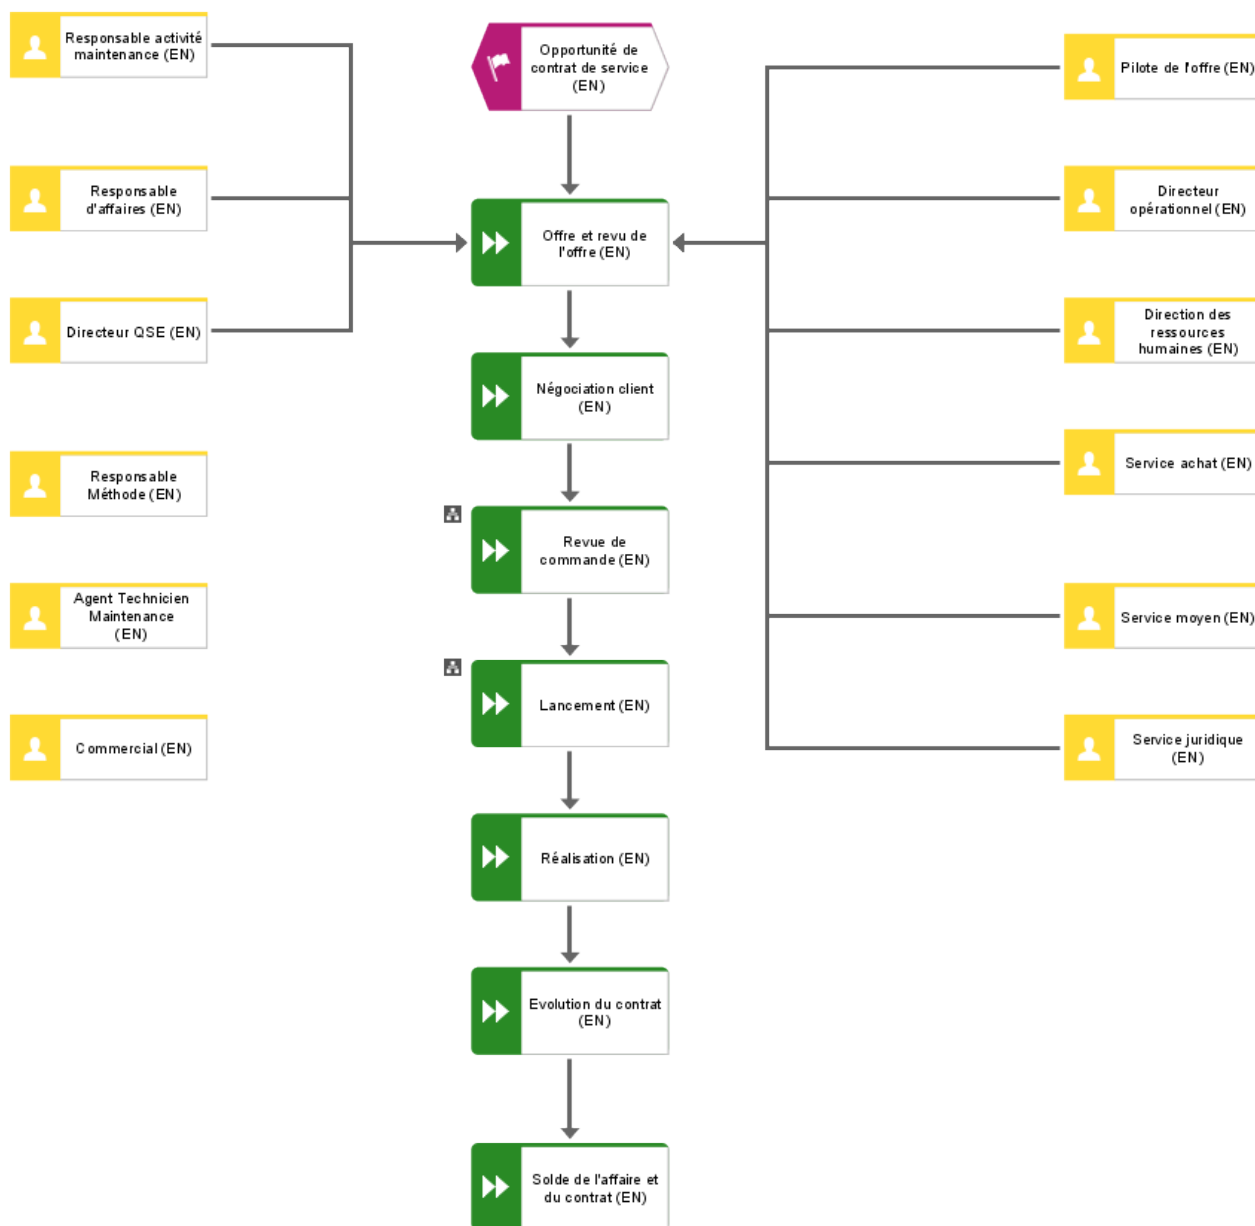 Responsable activité
maintenance (EN)
Opportunité de
contrat de service
(EN)
Pilote de l'offre (EN)
Responsable
d'affaires (EN)
Directeur
opérationnel (EN)
Offre et revu de
l'offre (EN)
Directeur QSE (EN)
Direction des
ressources
humaines (EN)
Négociation client
(EN)
Responsable
Méthode (EN)
Service achat (EN)
Revue de
commande (EN)
Agent Technicien
Maintenance
(EN)
Service moyen (EN)
Lancement (EN)
Commercial (EN)
Service juridique
(EN)
Réalisation (EN)
Evolution du contrat
(EN)
Solde de l'affaire et
du contrat (EN)